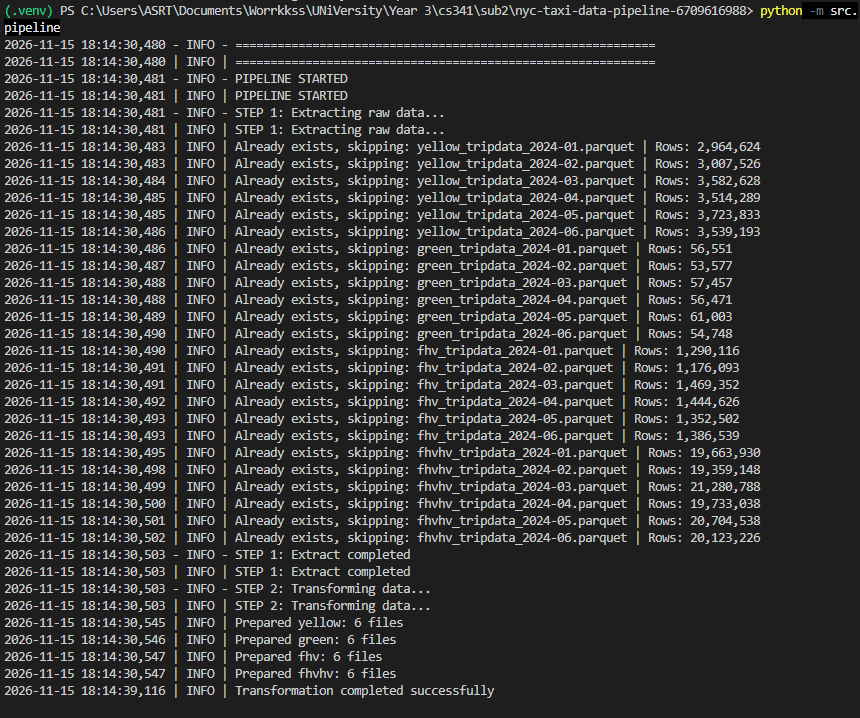 (.venv) PS C:\Users\ASRT\Documents\Worrkkss\UNiVersity\Year 3\cs341\sub2\nyc-taxi-data-pipeline-6709616988> python -m src.
pipeline
2026-11-15 18:14:30,480 - INFO - ============================================================
2026-11-15 18:14:30,480 | INFO | ============================================================
2026-11-15 18:14:30,481 - INFO - PIPELINE STARTED
2026-11-15 18:14:30,481 | INFO | PIPELINE STARTED
2026-11-15 18:14:30,481 - INFO - STEP 1: Extracting raw data...
2026-11-15 18:14:30,481 | INFO | STEP 1: Extracting raw data...
2026-11-15 18:14:30,483 | INFO | Already exists, skipping: yellow_tripdata_2024-01.parquet | Rows: 2,964,624
2026-11-15 18:14:30,483 | INFO | Already exists, skipping: yellow_tripdata_2024-02.parquet | Rows: 3,007,526
2026-11-15 18:14:30,484 | INFO | Already exists, skipping: yellow_tripdata_2024-03.parquet | Rows: 3,582,628
2026-11-15 18:14:30,485 | INFO | Already exists, skipping: yellow_tripdata_2024-04.parquet | Rows: 3,514,289
2026-11-15 18:14:30,485 | INFO | Already exists, skipping: yellow_tripdata_2024-05.parquet | Rows: 3,723,833
2026-11-15 18:14:30,486 | INFO | Already exists, skipping: yellow_tripdata_2024-06.parquet | Rows: 3,539,193
2026-11-15 18:14:30,486 | INFO | Already exists, skipping: green_tripdata_2024-01.parquet | Rows: 56,551
2026-11-15 18:14:30,487 | INFO | Already exists, skipping: green_tripdata_2024-02.parquet | Rows: 53,577
2026-11-15 18:14:30,488 | INFO | Already exists, skipping: green_tripdata_2024-03.parquet | Rows: 57,457
2026-11-15 18:14:30,488 | INFO | Already exists, skipping: green_tripdata_2024-04.parquet | Rows: 56,471
2026-11-15 18:14:30,489 | INFO | Already exists, skipping: green_tripdata_2024-05.parquet | Rows: 61,003
2026-11-15 18:14:30,490 | INFO | Already exists, skipping: green_tripdata_2024-06.parquet | Rows: 54,748
2026-11-15 18:14:30,490 | INFO | Already exists, skipping: fhv_tripdata_2024-01.parquet | Rows: 1,290,116
2026-11-15 18:14:30,491 | INFO | Already exists, skipping: fhv_tripdata_2024-02.parquet | Rows: 1,176,093
2026-11-15 18:14:30,491 | INFO | Already exists, skipping: fhv_tripdata_2024-03.parquet | Rows: 1,469,352
2026-11-15 18:14:30,492 | INFO | Already exists, skipping: fhv_tripdata_2024-04.parquet | Rows: 1,444,626
2026-11-15 18:14:30,493 | INFO | Already exists, skipping: fhv_tripdata_2024-05.parquet | Rows: 1,352,502
2026-11-15 18:14:30,493 | INFO | Already exists, skipping: fhv_tripdata_2024-06.parquet | Rows: 1,386,539
2026-11-15 18:14:30,495 | INFO | Already exists, skipping: fhvhv_tripdata_2024-01.parquet | Rows: 19,663,930
2026-11-15 18:14:30,498 | INFO | Already exists, skipping: fhvhv_tripdata_2024-02.parquet | Rows: 19,359,148
2026-11-15 18:14:30,499 | INFO | Already exists, skipping: fhvhv_tripdata_2024-03.parquet | Rows: 21,280,788
2026-11-15 18:14:30,500 | INFO | Already exists, skipping: fhvhv_tripdata_2024-04.parquet | Rows: 19,733,038
2026-11-15 18:14:30,501 | INFO | Already exists, skipping: fhvhv_tripdata_2024-05.parquet | Rows: 20,704,538
2026-11-15 18:14:30,502 | INFO | Already exists, skipping: fhvhv_tripdata_2024-06.parquet | Rows: 20,123,226
2026-11-15 18:14:30,503 - INFO - STEP 1: Extract completed
2026-11-15 18:14:30,503 | INFO | STEP 1: Extract completed
2026-11-15 18:14:30,503 - INFO - STEP 2: Transforming data...
2026-11-15 18:14:30,503 | INFO | STEP 2: Transforming data...
2026-11-15 18:14:30,545 | INFO | Prepared yellow: 6 files
2026-11-15 18:14:30,546 | INFO | Prepared green: 6 files
2026-11-15 18:14:30,547 | INFO | Prepared fhv: 6 files
2026-11-15 18:14:30,547 | INFO | Prepared fhvhv: 6 files
2026-11-15 18:14:39,116 | INFO | Transformation completed successfully